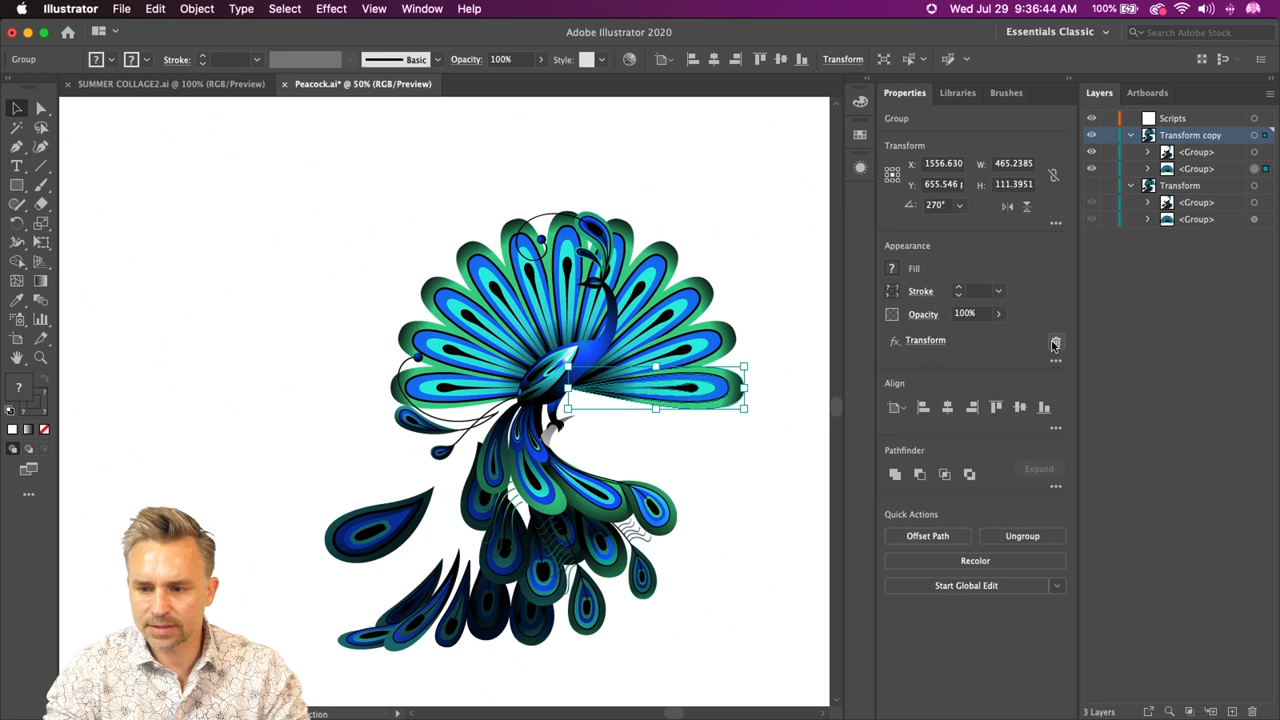 Illustrator File Edit Object Type Select Effect View Window Help 100% Wed Jul 29 9:36:44 AM
Adobe Illustrator 2020 Essentials Classic Search Adobe Stock
Group ? ? Stroke: Basic Opacity: 100% Style: Transform
× SUMMER COLLAGE2.ai @ 100% (RGB/Preview) × Peacock.ai* @ 50% (RGB/Preview)
Properties Libraries Brushes Layers Artboards
Group
Scripts
Transform copy
<Group>
<Group>
Transform
<Group>
<Group>
Transform
X: 1556.630 W: 465.2385
Y: 655.546 p H: 111.3951
270°
Appearance
? Fill
Stroke
Opacity 100%
fx Transform
Align
Pathfinder
Expand
Quick Actions
Offset Path Ungroup
Recolor
Start Global Edit
?
ction
3 Layers